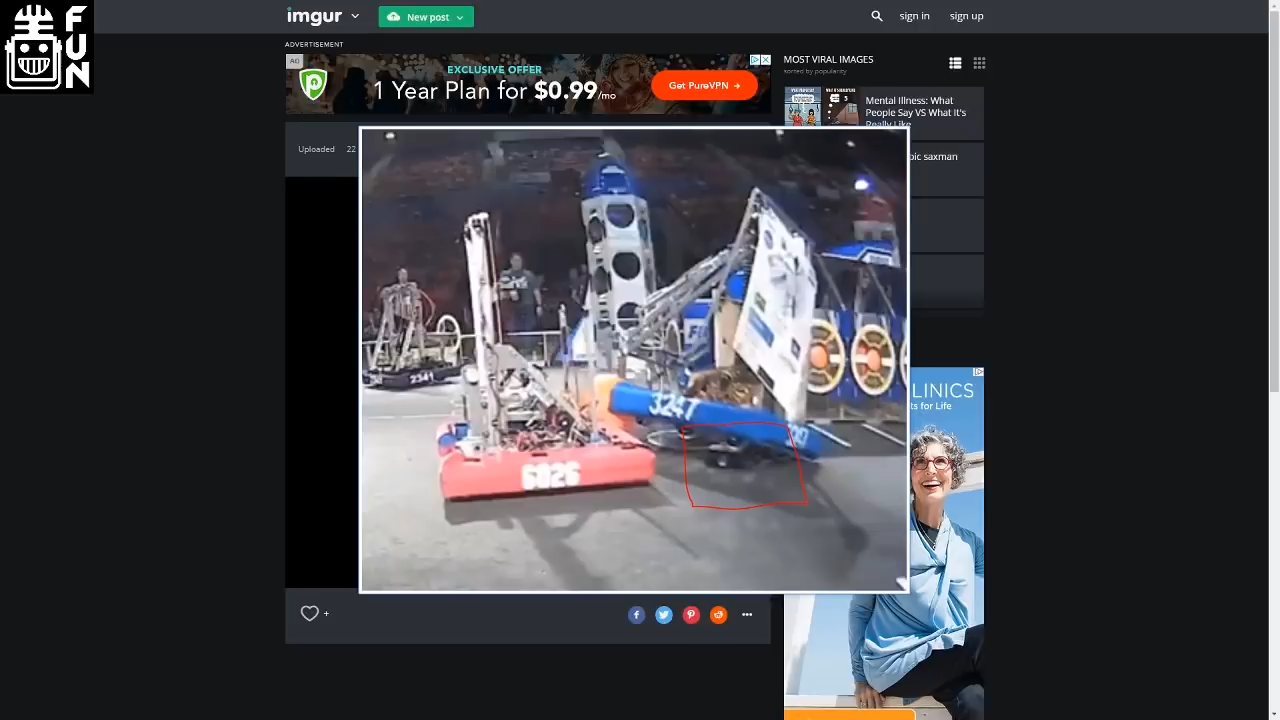 FUN
imgur
New post
sign in
sign up
ADVERTISEMENT
AD
EXCLUSIVE OFFER
1 Year Plan for $0.99/mo
Get PureVPN →
MOST VIRAL IMAGES
sorted by popularity
Mental Illness: What
People Say VS What It's
Really Like
saxman
Uploaded 22
2341
3247
6026
LINICS
ts for Life
+